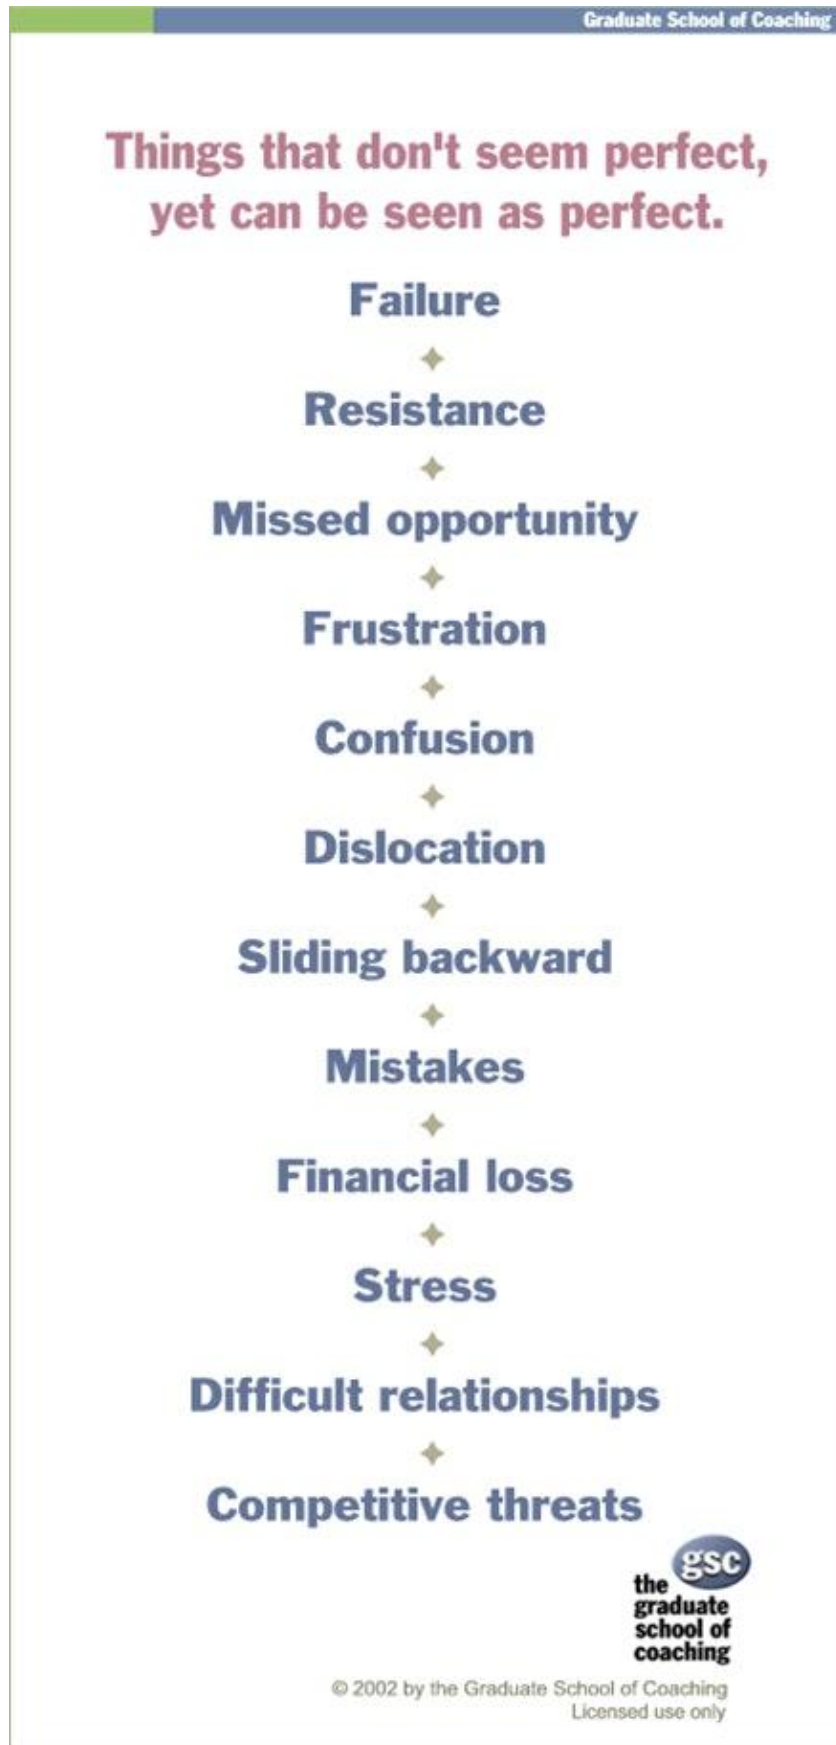 Graduate School of Coaching
Things that don't seem perfect,
yet can be seen as perfect.
Failure
Resistance
Missed opportunity
Frustration
Confusion
Dislocation
Sliding backward
Mistakes
Financial loss
Stress
Difficult relationships
Competitive threats
gsc
the
graduate
school of
coaching
© 2002 by the Graduate School of Coaching
Licensed use only